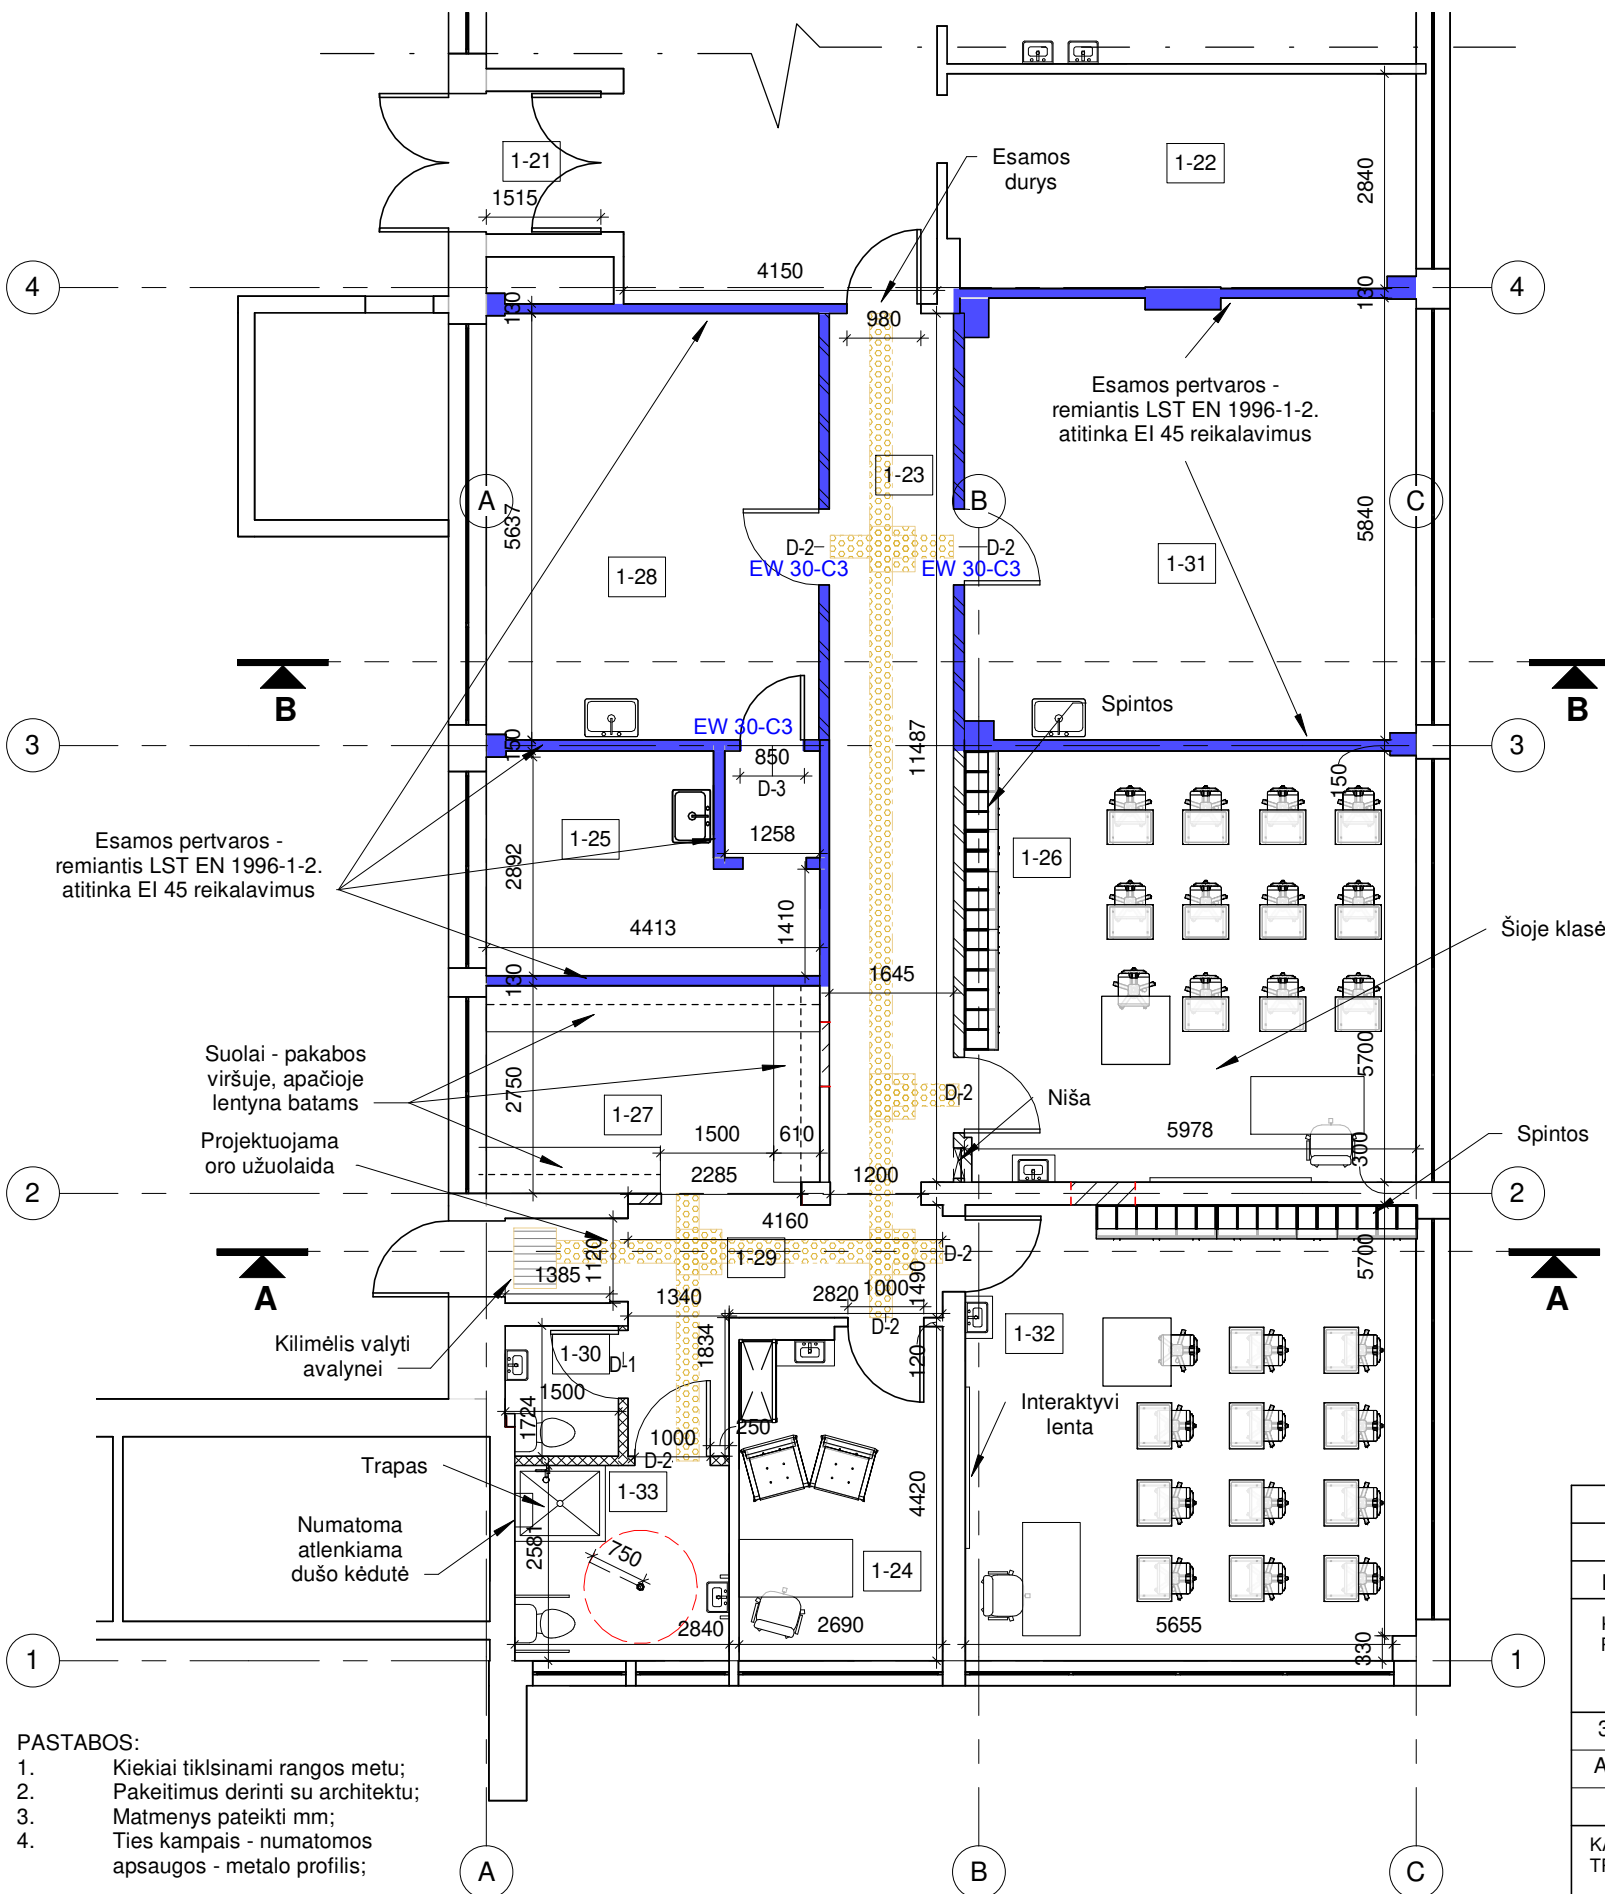 1-21
1515
Esamos
durys
1-22
2840
4
4150
980
130
130
4
Esamos pertvaros -
remiantis LST EN 1996-1-2.
atitinka EI 45 reikalavimus
1-23
A
B
C
5637
5840
D-2
D-2
EW 30-C3
EW 30-C3
1-28
1-31
B
B
Spintos
EW 30-C3
3
150
850
D-3
11487
150
3
Esamos pertvaros -
remiantis LST EN 1996-1-2.
atitinka EI 45 reikalavimus
1-25
1258
2892
1-26
4413
1410
Šioje klasė
130
1645
Suolai - pakabos
viršuje, apačioje
lentyna batams
2750
5700
1-27
D-2
Niša
Projektuojama
oro užuolaida
1500
610
5978
Spintos
300
2
2285
1200
2
4160
1120
1-29
D-2
5700
A
1385
1490
A
1340
2820
1000
D-2
1-32
Kilimėlis valyti
avalynei
1-30
D-1
1834
120
1500
1724
Interaktyvi
lenta
250
1000
D-2
Trapas
1-33
4420
Numatoma
atlenkiama
dušo kėdutė
2581
750
1-24
2840
2690
5655
330
1
1
PASTABOS:
1. Kiekiai tiklsinami rangos metu;
2. Pakeitimus derinti su architektu;
3. Matmenys pateikti mm;
4. Ties kampais - numatomos
apsaugos - metalo profilis;
A
B
C